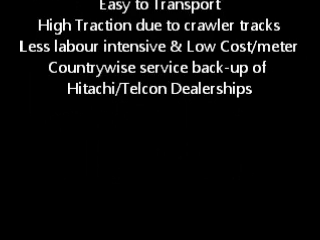 Easy to Transport
High Traction due to crawler tracks
Less labour intensive & Low Cost/meter
Countrywise service back-up of
Hitachi/Telcon Dealerships